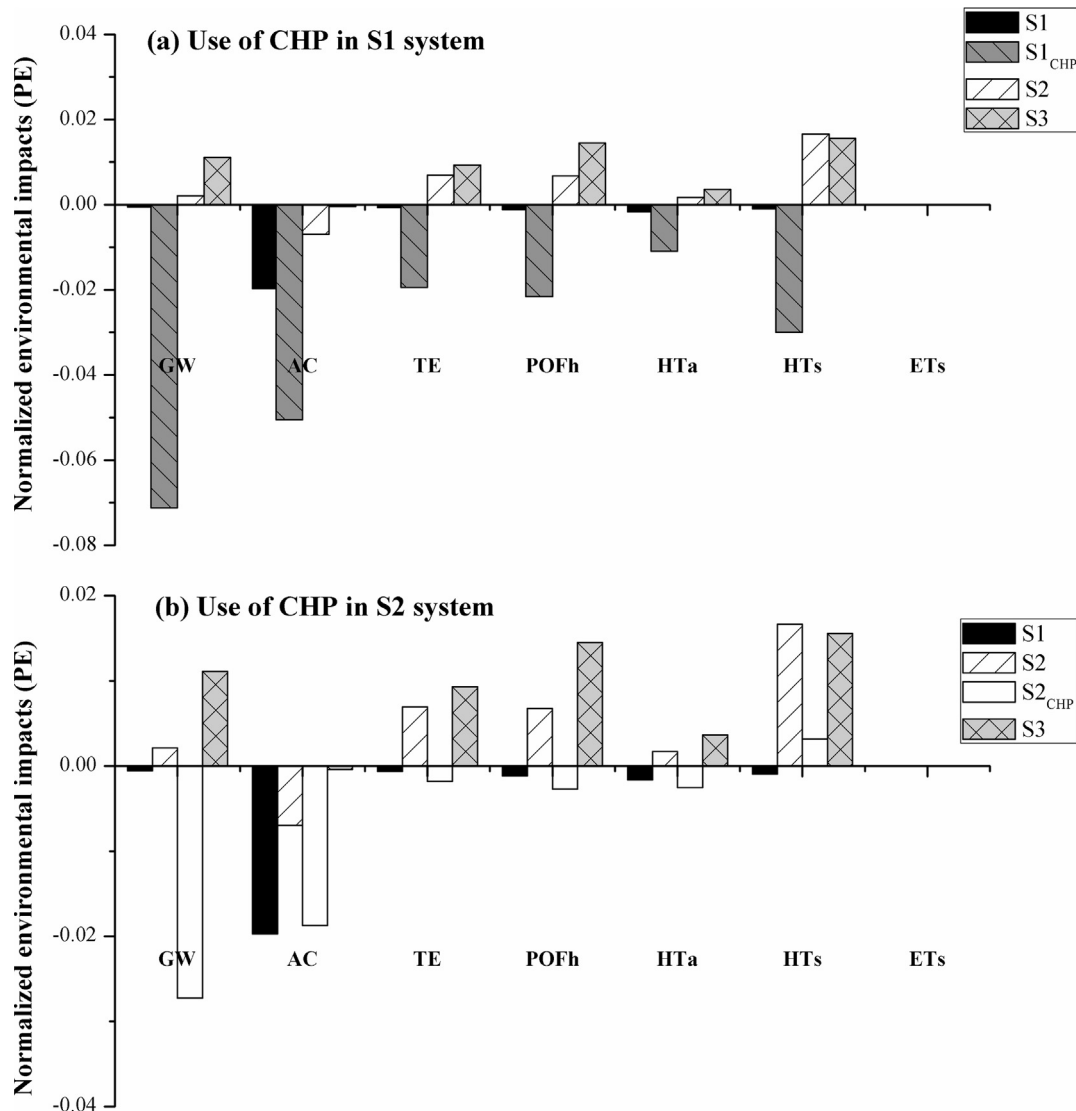 (a) Use of CHP in S1 system
S1
S1CHP
S2
S3
Normalized environmental impacts (PE)
0.04
0.02
0.00
-0.02
-0.04
-0.06
-0.08
GW AC TE POFh HTa HTs ETs
(b) Use of CHP in S2 system
S1
S2
S2CHP
S3
Normalized environmental impacts (PE)
0.02
0.00
-0.02
-0.04
GW AC TE POFh HTa HTs ETs